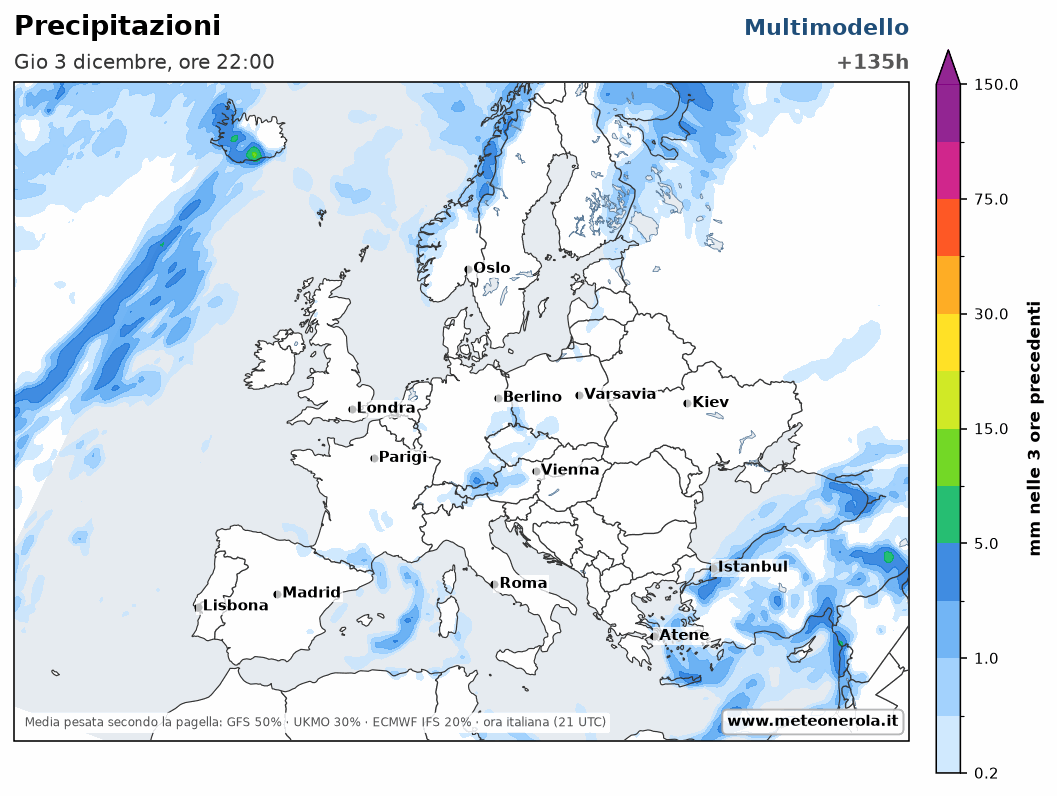 Precipitazioni
Multimodello
Gio 3 dicembre, ore 22:00
+135h
150.0
75.0
30.0
15.0
5.0
1.0
0.2
mm nelle 3 ore precedenti
Oslo
Londra
Berlino
Varsavia
Kiev
Parigi
Vienna
Istanbul
Roma
Madrid
Lisbona
Atene
Media pesata secondo la pagella: GFS 50% · UKMO 30% · ECMWF IFS 20% · ora italiana (21 UTC)
www.meteonerola.it